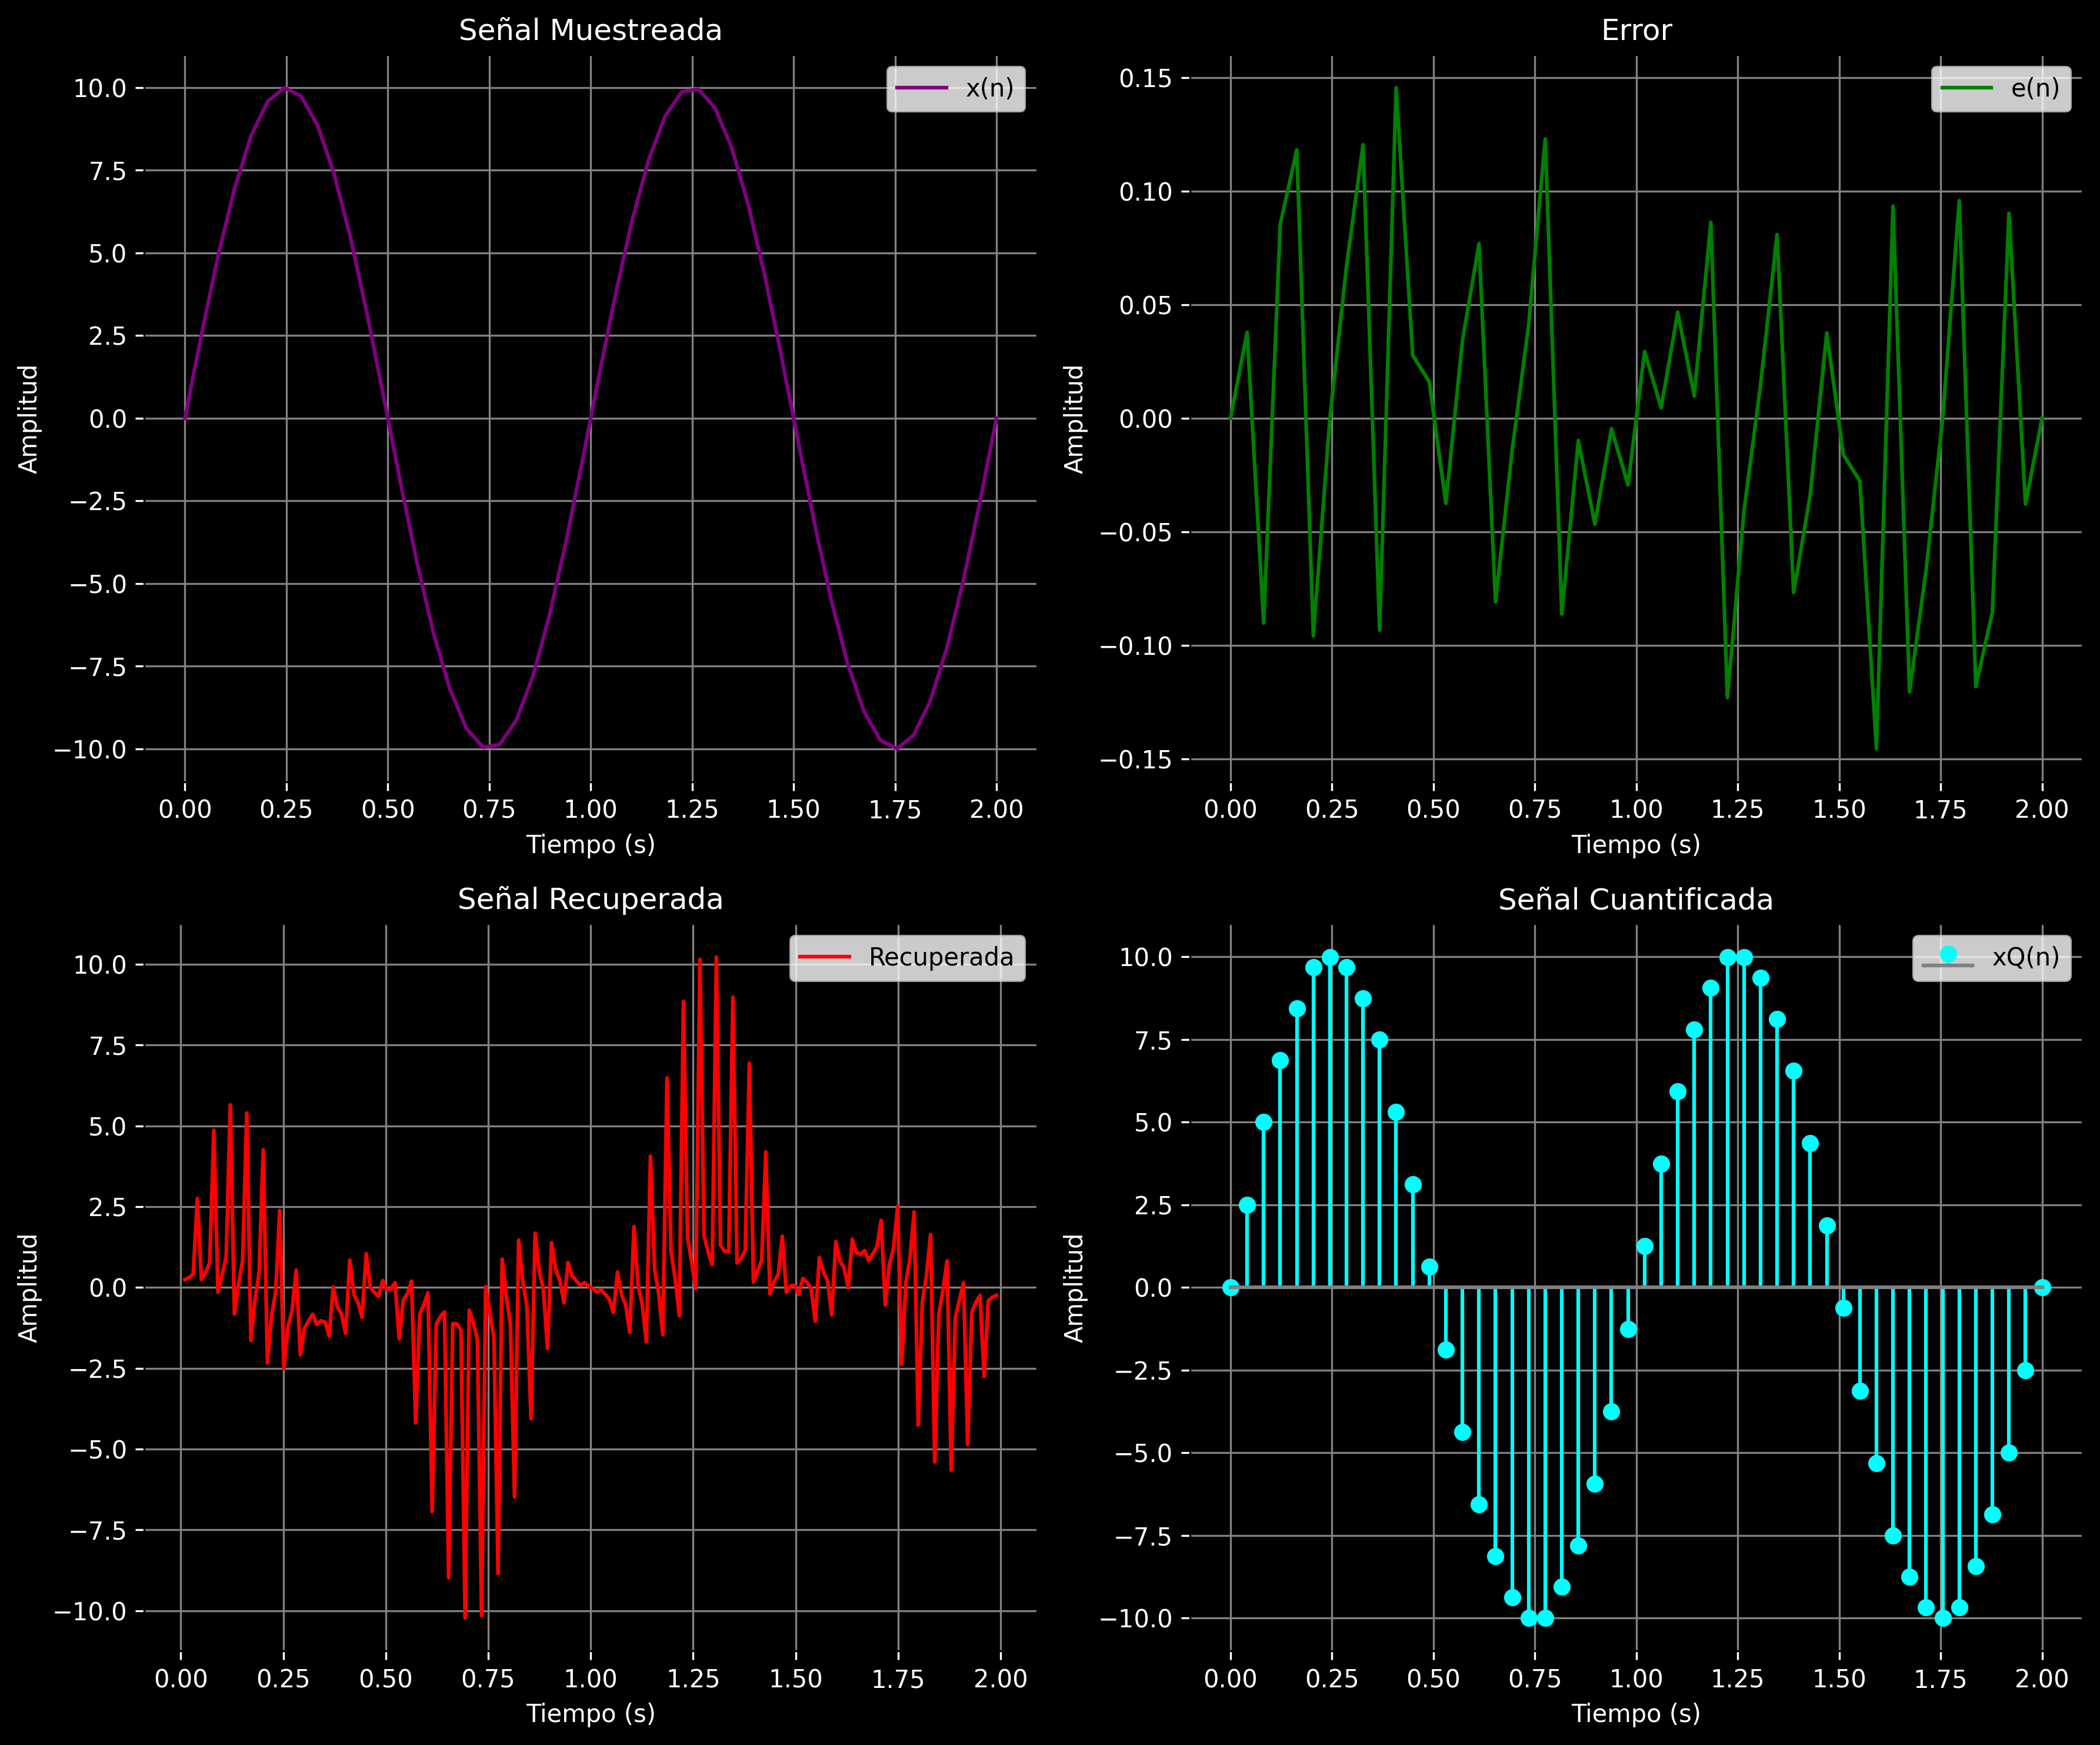 Señal Muestreada
x(n)
Amplitud
10.0
7.5
5.0
2.5
0.0
−2.5
−5.0
−7.5
−10.0
0.00 0.25 0.50 0.75 1.00 1.25 1.50 1.75 2.00
Tiempo (s)
Error
e(n)
Amplitud
0.15
0.10
0.05
0.00
−0.05
−0.10
−0.15
0.00 0.25 0.50 0.75 1.00 1.25 1.50 1.75 2.00
Tiempo (s)
Señal Recuperada
Recuperada
Amplitud
10.0
7.5
5.0
2.5
0.0
−2.5
−5.0
−7.5
−10.0
0.00 0.25 0.50 0.75 1.00 1.25 1.50 1.75 2.00
Tiempo (s)
Señal Cuantificada
xQ(n)
Amplitud
10.0
7.5
5.0
2.5
0.0
−2.5
−5.0
−7.5
−10.0
0.00 0.25 0.50 0.75 1.00 1.25 1.50 1.75 2.00
Tiempo (s)